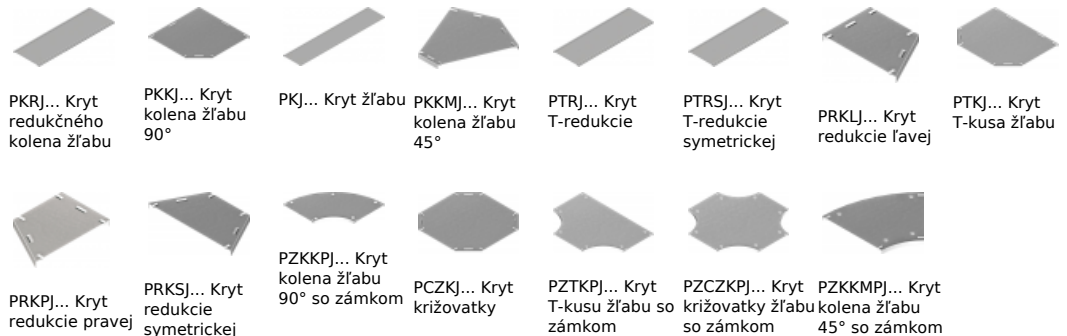 PKRJ... Kryt
redukčného
kolena žľabu
PKKJ... Kryt
kolena žľabu
90°
PKJ... Kryt žľabu
PKKMJ... Kryt
kolena žľabu
45°
PTRJ... Kryt
T-redukcie
PTRSJ... Kryt
T-redukcie
symetrickej
PRKLJ... Kryt
redukcie ľavej
PTKJ... Kryt
T-kusa žľabu
PRKPJ... Kryt
redukcie pravej
PRKSJ... Kryt
redukcie
symetrickej
PZKKPJ... Kryt
kolena žľabu
90° so zámkom
PCZKJ... Kryt
križovatky
PZTKPJ... Kryt
T-kusu žľabu so
zámkom
PZCZKPJ... Kryt
križovatky žľabu
so zámkom
PZKKMPJ... Kryt
kolena žľabu
45° so zámkom